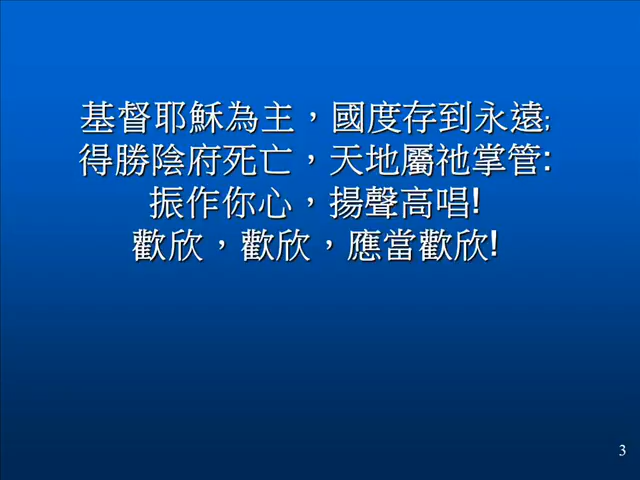 基督耶穌為主，國度存到永遠;
得勝陰府死亡，天地屬祂掌管:
振作你心，揚聲高唱!
歡欣，歡欣，應當歡欣!
3